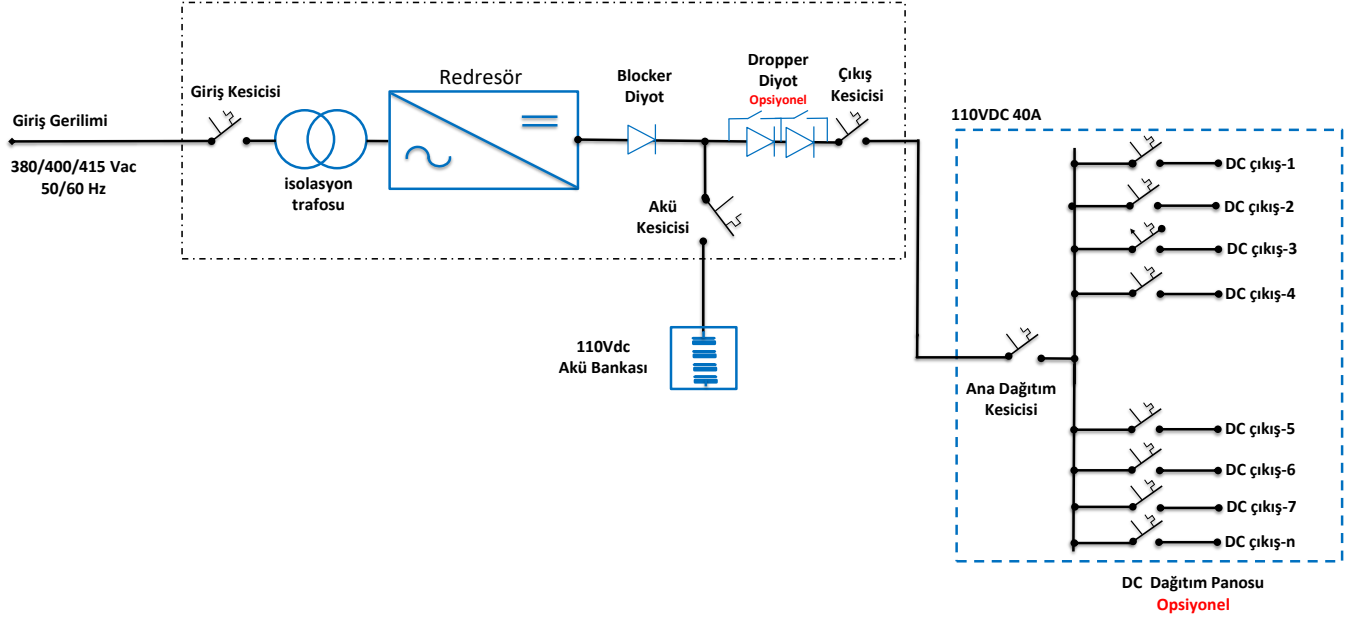 Giriş Gerilimi
380/400/415 Vac
50/60 Hz
Giriş Kesicisi
isolasyon
trafosu
Redresör
Blocker
Diyot
Dropper
Diyot
Opsiyonel
Çıkış
Kesicisi
Akü
Kesicisi
110Vdc
Akü Bankası
110VDC 40A
Ana Dağıtım
Kesicisi
DC çıkış-1
DC çıkış-2
DC çıkış-3
DC çıkış-4
DC çıkış-5
DC çıkış-6
DC çıkış-7
DC çıkış-n
DC Dağıtım Panosu
Opsiyonel